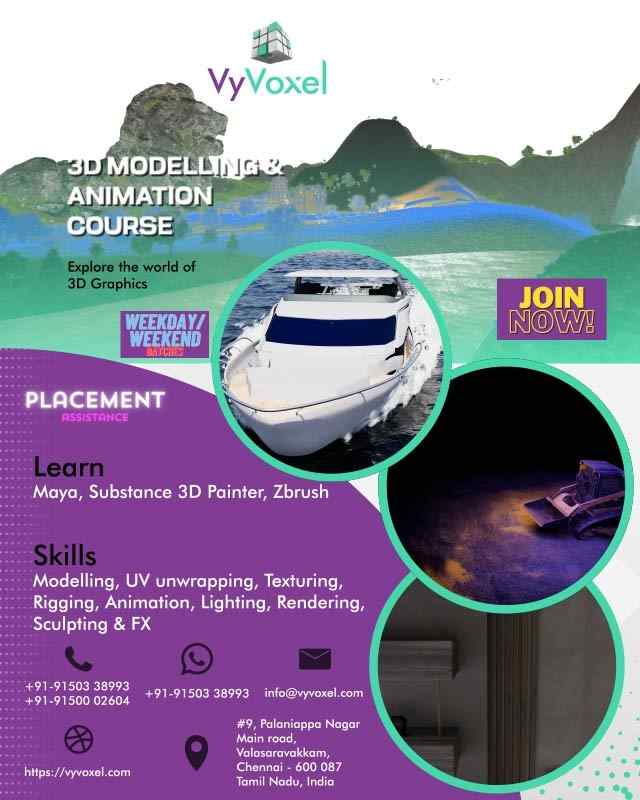 VyVoxel
3D MODELLING &
ANIMATION
COURSE
Explore the world of
3D Graphics
WEEKDAY/
WEEKEND
BATCHES
JOIN
NOW!
PLACEMENT
ASSISTANCE
Learn
Maya, Substance 3D Painter, Zbrush
Skills
Modelling, UV unwrapping, Texturing,
Rigging, Animation, Lighting, Rendering,
Sculpting & FX
+91-91503 38993
+91-91500 02604
+91-91503 38993
info@vyvoxel.com
https://vyvoxel.com
#9, Palaniappa Nagar
Main road,
Valasaravakkam,
Chennai - 600 087
Tamil Nadu, India